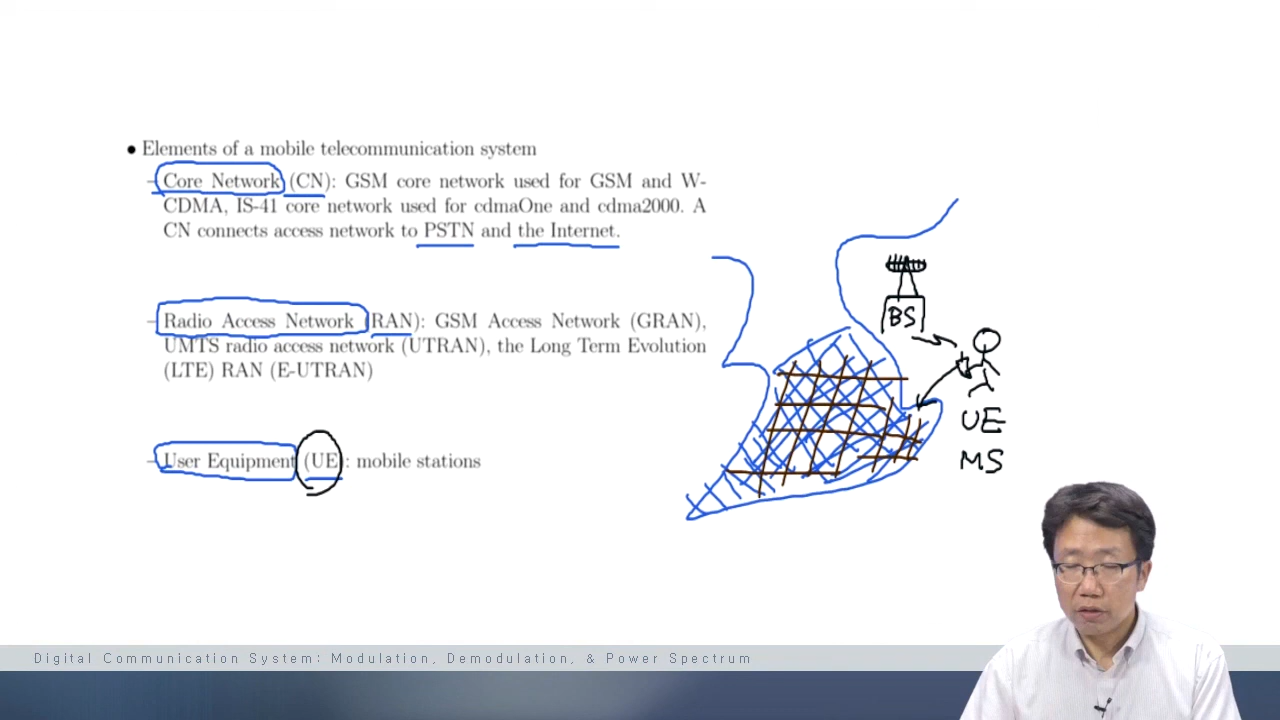 • Elements of a mobile telecommunication system
– Core Network (CN): GSM core network used for GSM and W-
CDMA, IS-41 core network used for cdmaOne and cdma2000. A
CN connects access network to PSTN and the Internet.
– Radio Access Network (RAN): GSM Access Network (GRAN),
UMTS radio access network (UTRAN), the Long Term Evolution
(LTE) RAN (E-UTRAN)
– User Equipment (UE): mobile stations
BS
UE
MS
Digital Communication System: Modulation, Demodulation, & Power Spectrum